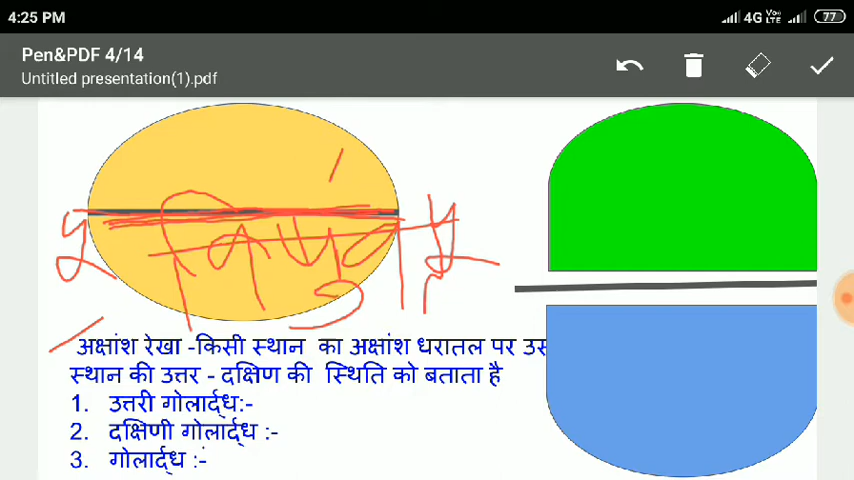 4:25 PM 4G VoLTE 77
Pen&PDF 4/14
Untitled presentation(1).pdf
अक्षांश रेखा -किसी स्थान का अक्षांश धरातल पर उस
स्थान की उत्तर - दक्षिण की स्थिति को बताता है
1. उत्तरी गोलार्द्ध:-
2. दक्षिणी गोलार्द्ध :-
3. गोलार्द्ध :-